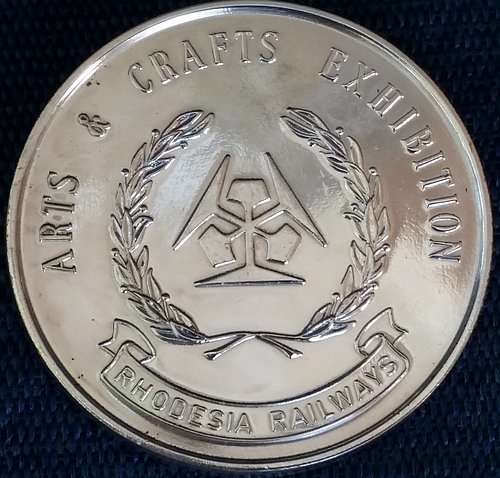 ARTS & CRAFTS EXHIBITION
RHODESIA RAILWAYS